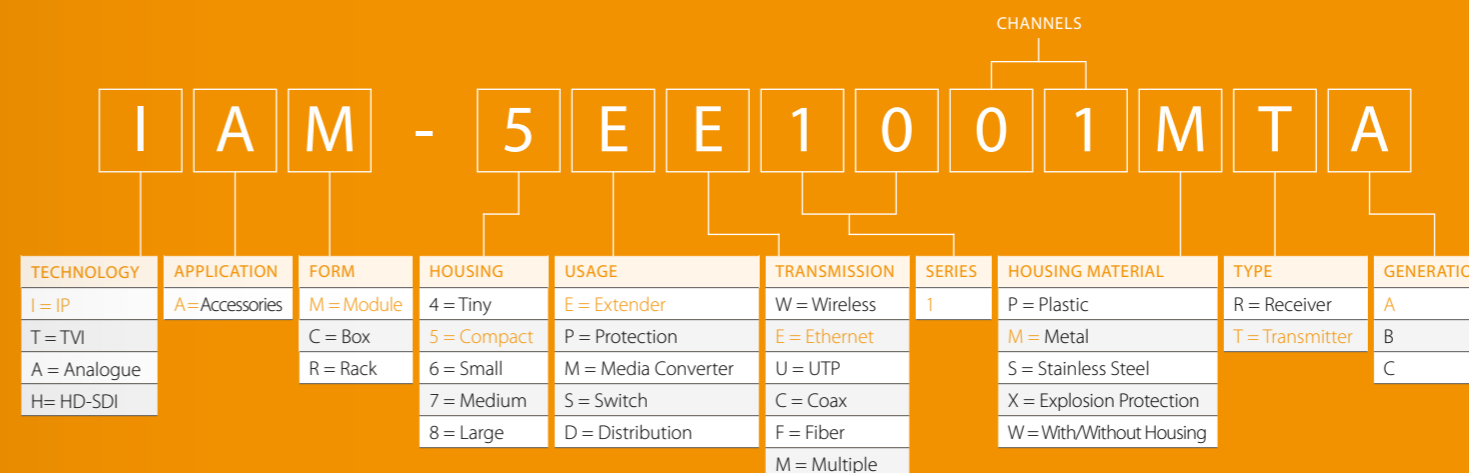 CHANNELS
I A M - 5 E E 1 0 0 1 M T A
TECHNOLOGY APPLICATION FORM HOUSING USAGE TRANSMISSION SERIES HOUSING MATERIAL TYPE GENERATIO
I = IP A=Accessories M = Module 4 = Tiny E = Extender W = Wireless 1 P = Plastic R = Receiver A
T = TVI C = Box 5 = Compact P = Protection E = Ethernet M = Metal T = Transmitter B
A = Analogue R = Rack 6 = Small M = Media Converter U = UTP S = Stainless Steel C
H= HD-SDI 7 = Medium S = Switch C = Coax X = Explosion Protection
8 = Large D = Distribution F = Fiber W = With/Without Housing
M = Multiple